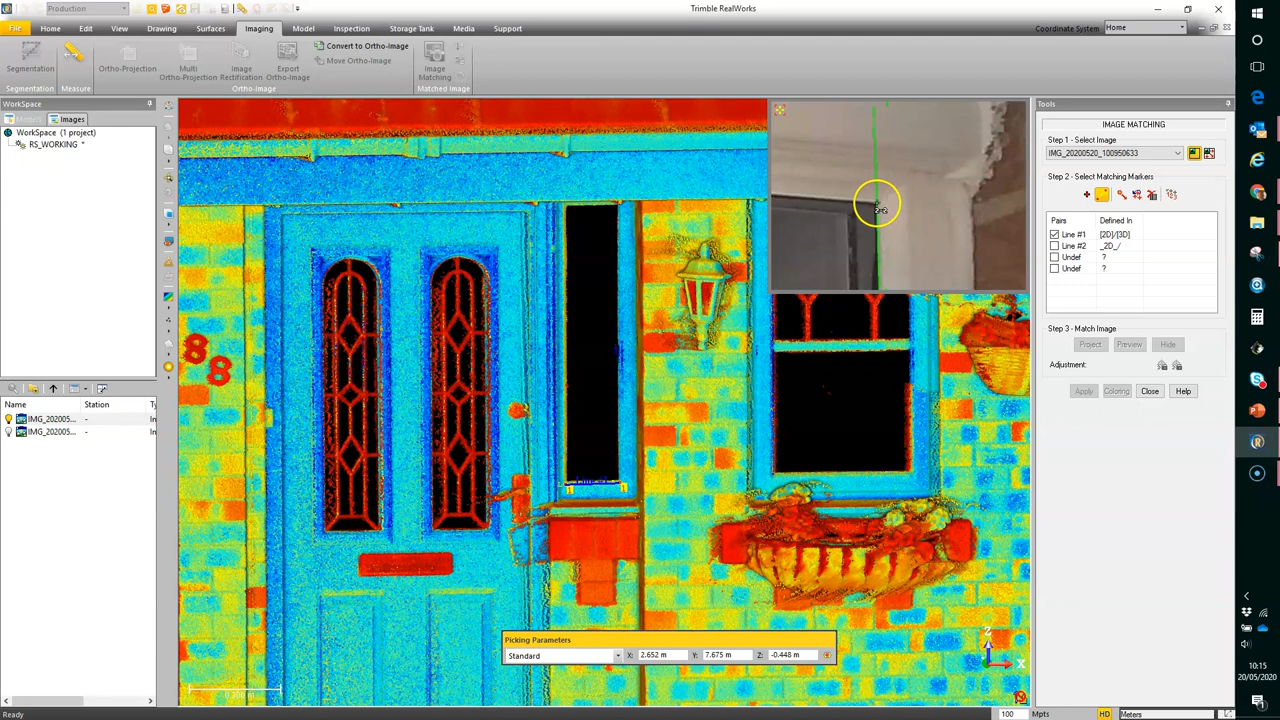 Production
Trimble RealWorks
File Home Edit View Drawing Surfaces Imaging Model Inspection Storage Tank Media Support
Coordinate System Home
Segmentation
Ortho-Projection
Multi
Ortho-Projection
Image
Rectification
Export
Ortho-Image
Convert to Ortho-Image
Move Ortho-Image
Image
Matching
Segmentation Measure Ortho-Image Matched Image
WorkSpace
Models Images
WorkSpace (1 project)
RS_WORKING
Name Station Ty
IMG_202005... - In
IMG_202005... - In
88
Picking Parameters
Standard X: 2.652 m Y: 7.675 m Z: -0.448 m
Z
X
Tools
IMAGE MATCHING
Step 1 - Select Image
IMG_20200520_100950633
Step 2 - Select Matching Markers
Pairs Defined In
Line #1 [2D]/[3D]
Line #2 _2D_/
Undef ?
Undef ?
Step 3 - Match Image
Project Preview Hide
Adjustment:
Apply Coloring Close Help
10:15
20/05/2020
Ready
100 Mpts HD Meters